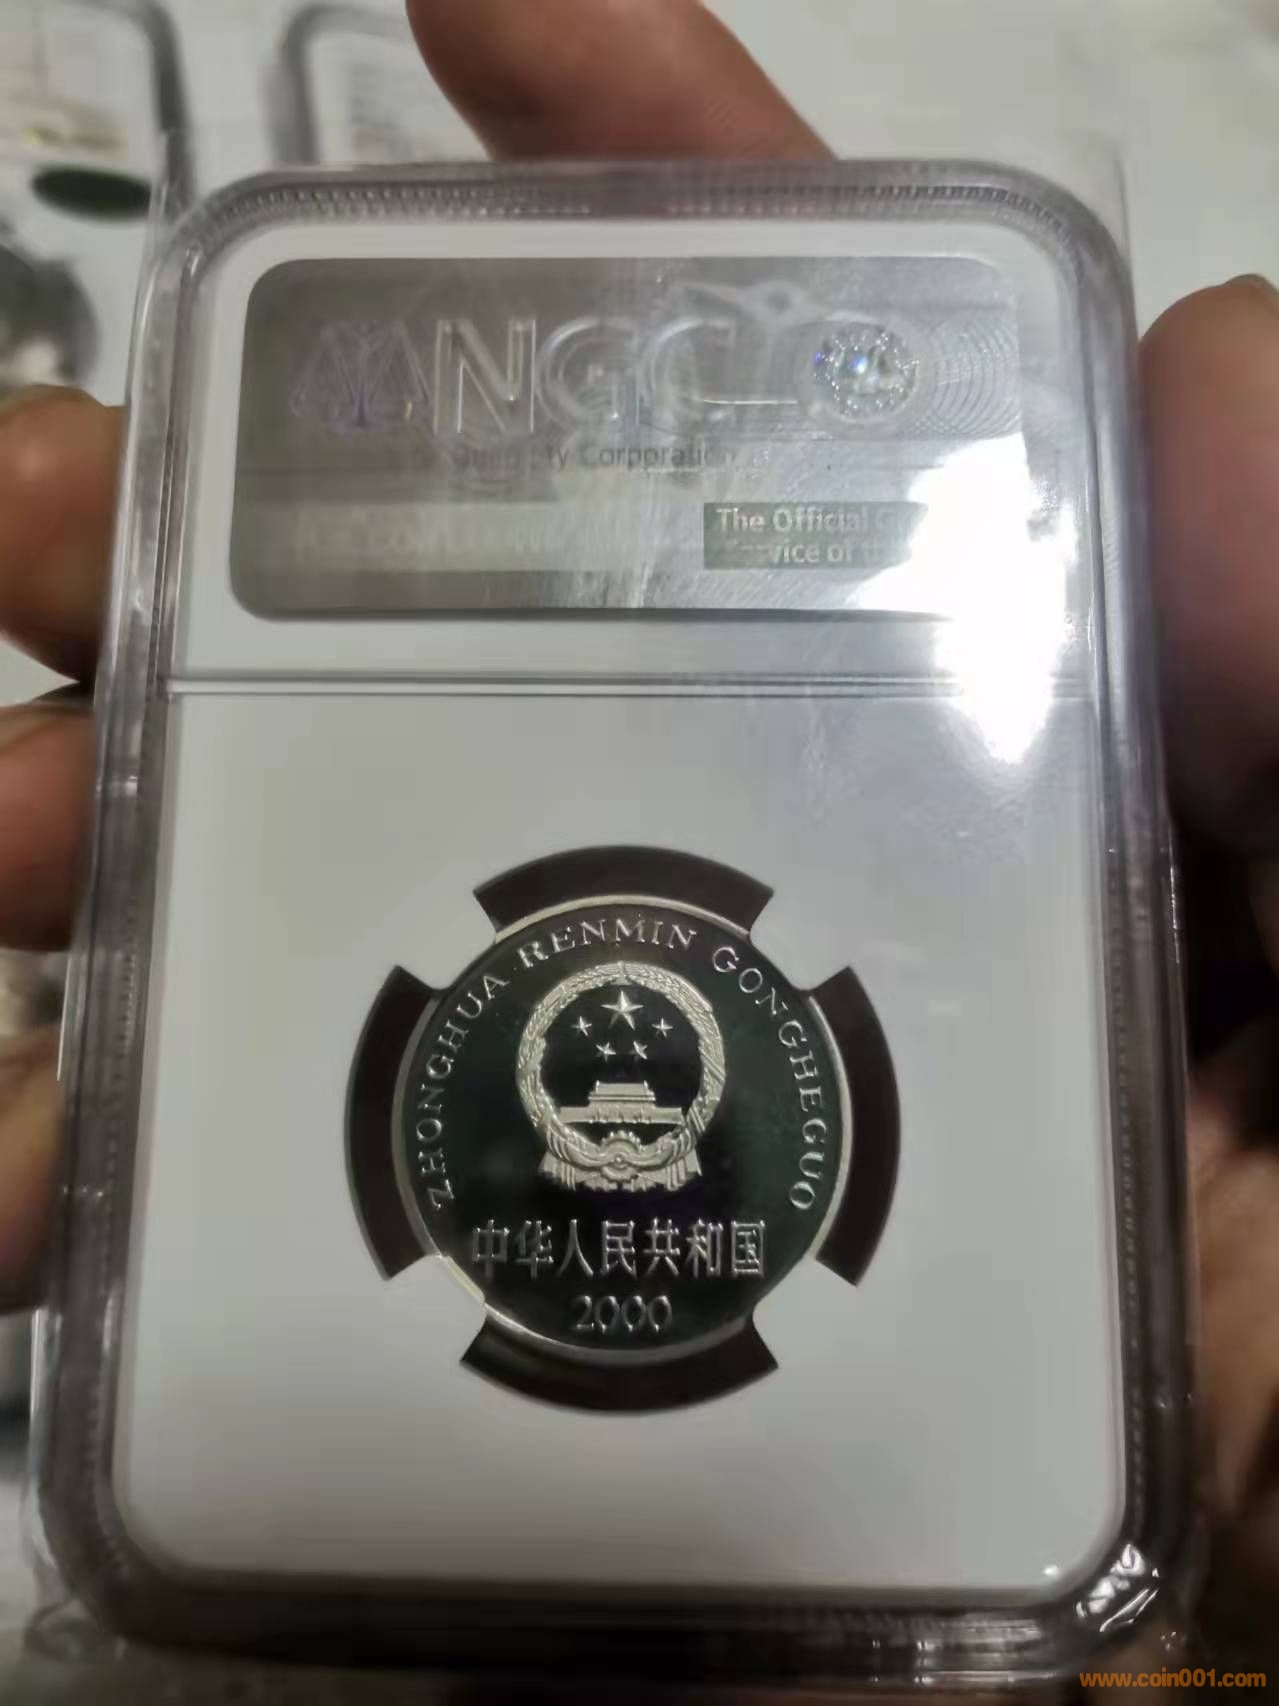 NGC
Corporation
The Official
Service of
ZHONGHUA RENMIN GONGHEGUO
中华人民共和国
2000
www.coin001.com